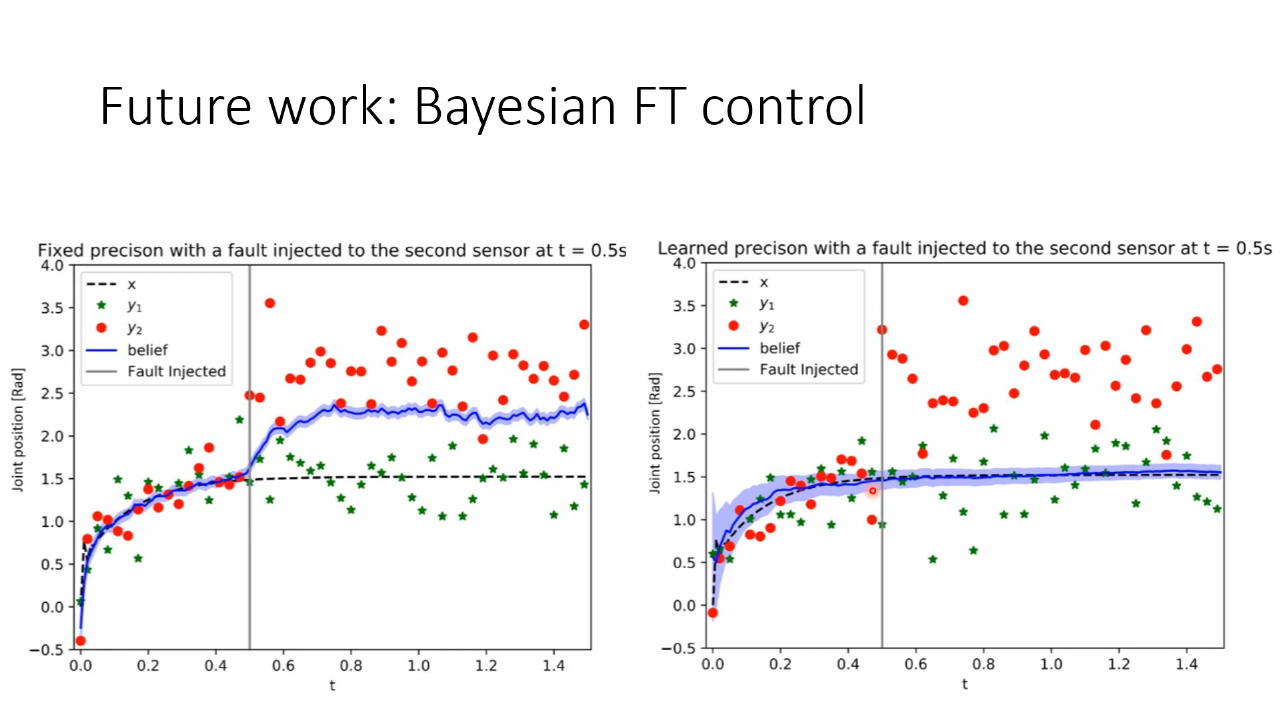 Future work: Bayesian FT control
Fixed precison with a fault injected to the second sensor at t = 0.5s
4.0
3.5
3.0
2.5
2.0
1.5
1.0
0.5
0.0
−0.5
Joint position [Rad]
x
y₁
y₂
belief
Fault Injected
0.0 0.2 0.4 0.6 0.8 1.0 1.2 1.4
t
Learned precison with a fault injected to the second sensor at t = 0.5s
4.0
3.5
3.0
2.5
2.0
1.5
1.0
0.5
0.0
−0.5
Joint position [Rad]
x
y₁
y₂
belief
Fault Injected
0.0 0.2 0.4 0.6 0.8 1.0 1.2 1.4
t